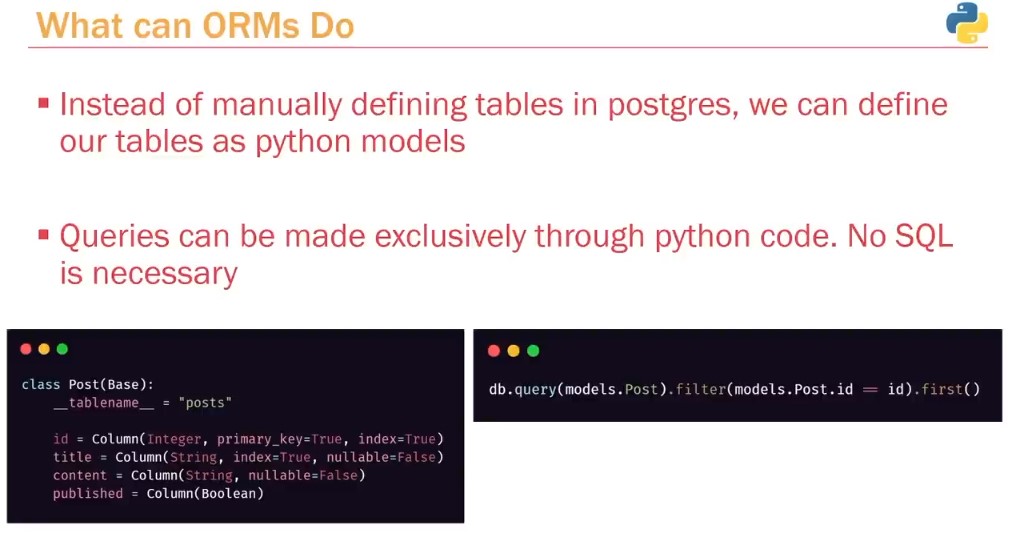 What can ORMs Do
▪ Instead of manually defining tables in postgres, we can define
our tables as python models
▪ Queries can be made exclusively through python code. No SQL
is necessary
class Post(Base):
    __tablename__ = "posts"
    id = Column(Integer, primary_key=True, index=True)
    title = Column(String, index=True, nullable=False)
    content = Column(String, nullable=False)
    published = Column(Boolean)
db.query(models.Post).filter(models.Post.id == id).first()